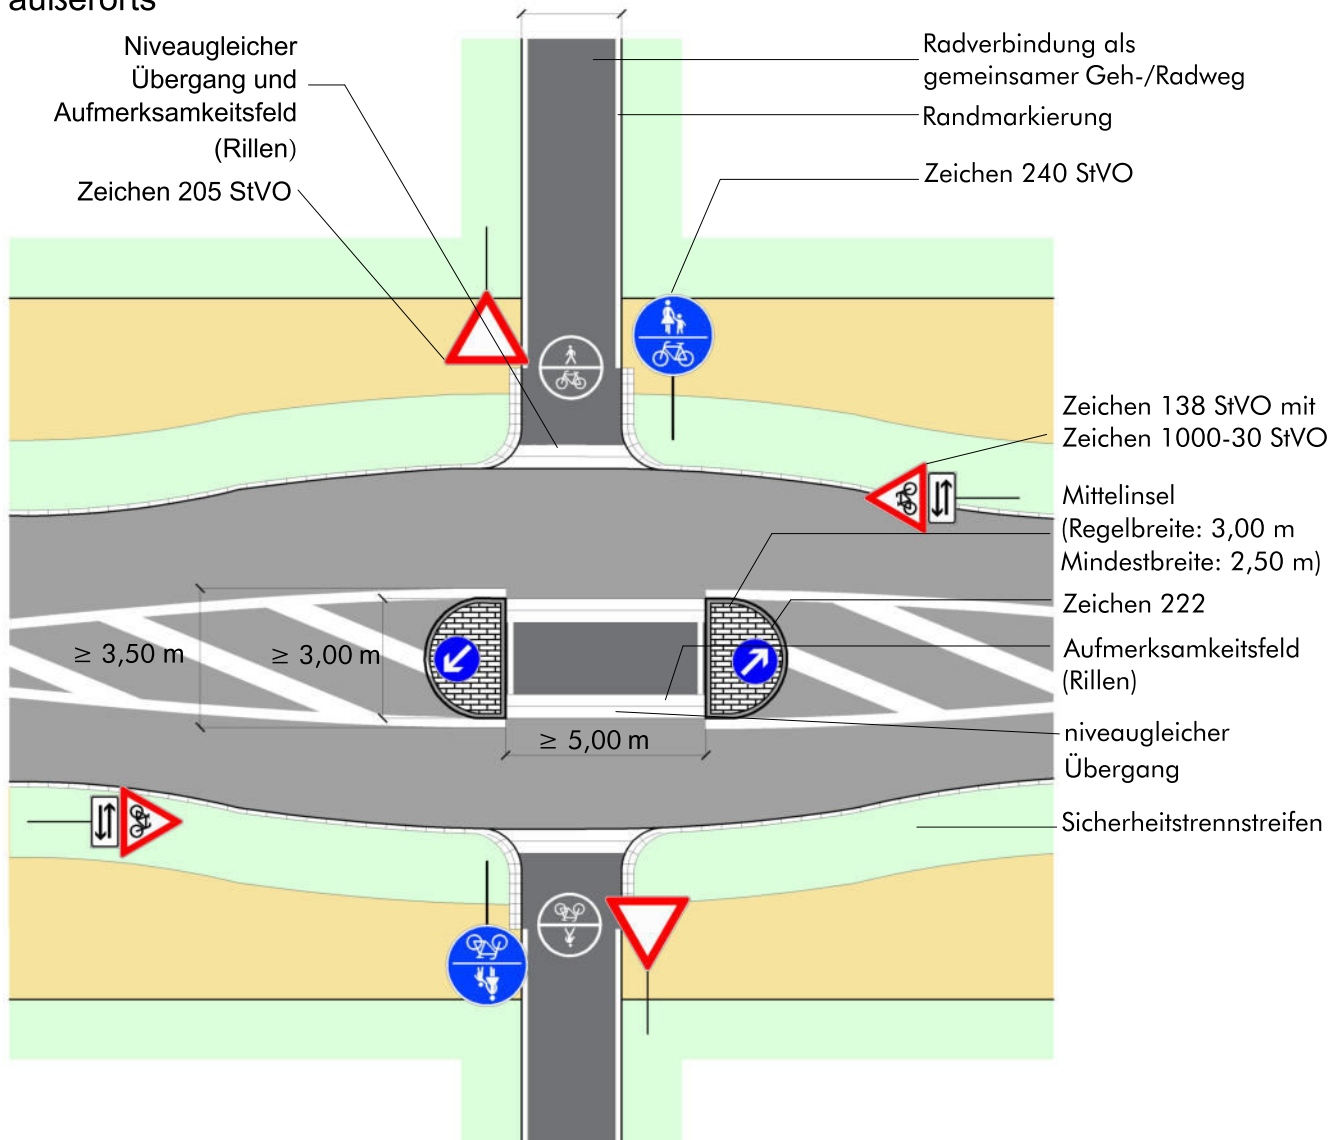 außerorts
Niveaugleicher
Übergang und
Aufmerksamkeitsfeld
(Rillen)
Zeichen 205 StVO
Radverbindung als
gemeinsamer Geh-/Radweg
Randmarkierung
Zeichen 240 StVO
Zeichen 138 StVO mit
Zeichen 1000-30 StVO
Mittelinsel
(Regelbreite: 3,00 m
Mindestbreite: 2,50 m)
Zeichen 222
Aufmerksamkeitsfeld
(Rillen)
niveaugleicher
Übergang
Sicherheitstrennstreifen
≥ 3,50 m
≥ 3,00 m
≥ 5,00 m